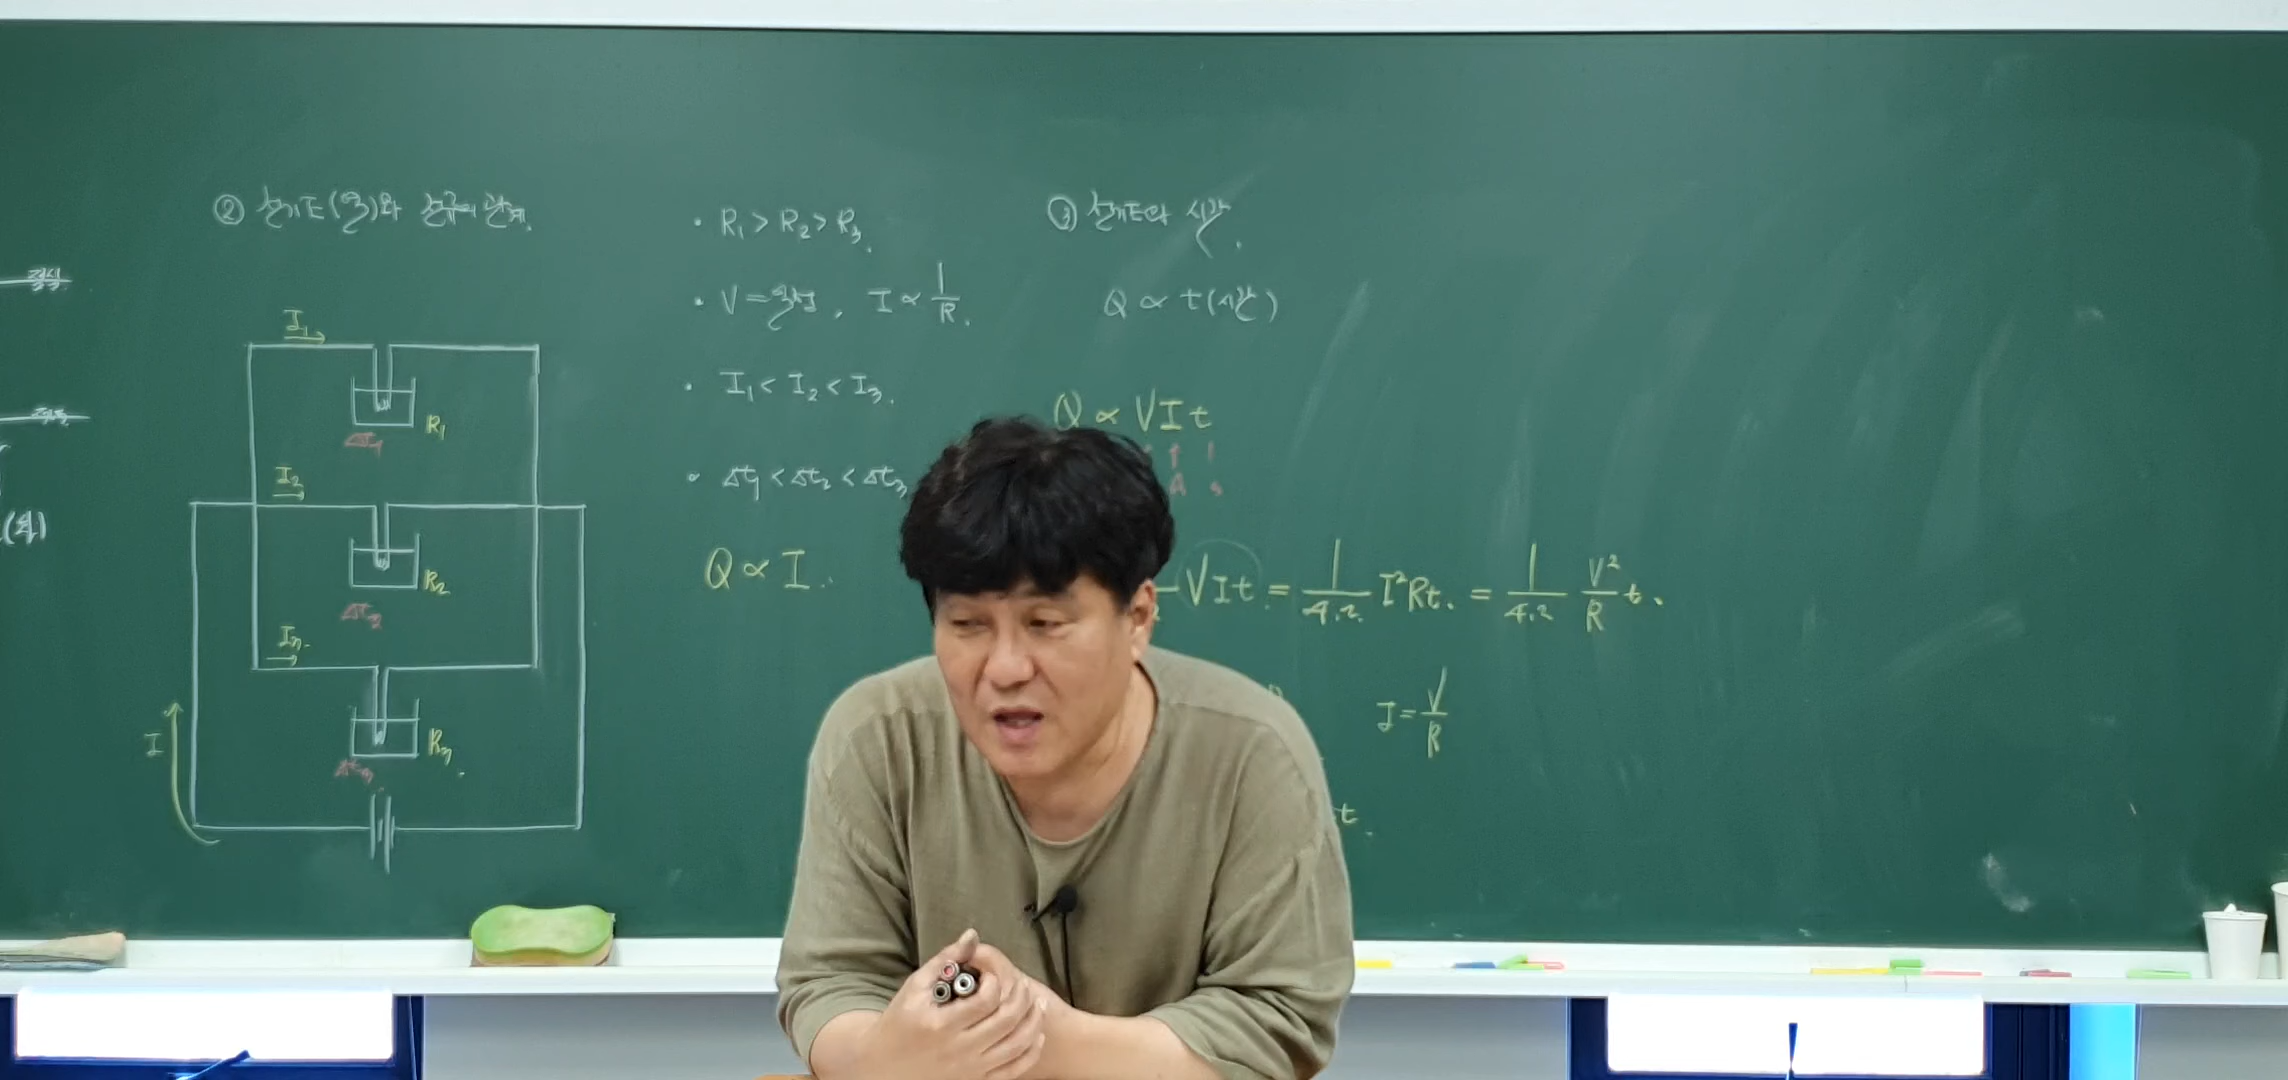 ② 전기E(열)와 전류의 관계.
I₁
R₁
Δt₁
I₂
R₂
Δt₂
I₃
R₃
Δt₃
I
· R₁ > R₂ > R₃.
· V = 일정, I ∝ 1/R.
· I₁ < I₂ < I₃.
· Δt₁ < Δt₂ < Δt₃
Q ∝ I.
③ 전기E와 시간.
Q ∝ t(시간)
Q ∝ VIt
A s
VIt = 1/4.2 I²Rt. = 1/4.2 V²/R t.
I = V/R
t.